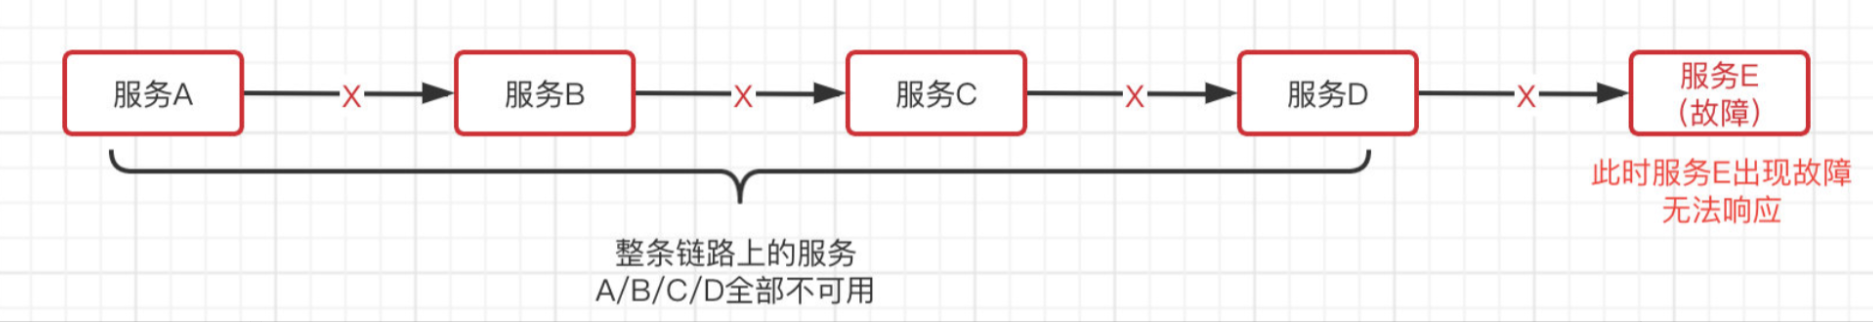 服务A
X
服务B
X
服务C
X
服务D
X
服务E
(故障)
此时服务E出现故障
无法响应
整条链路上的服务
A/B/C/D全部不可用